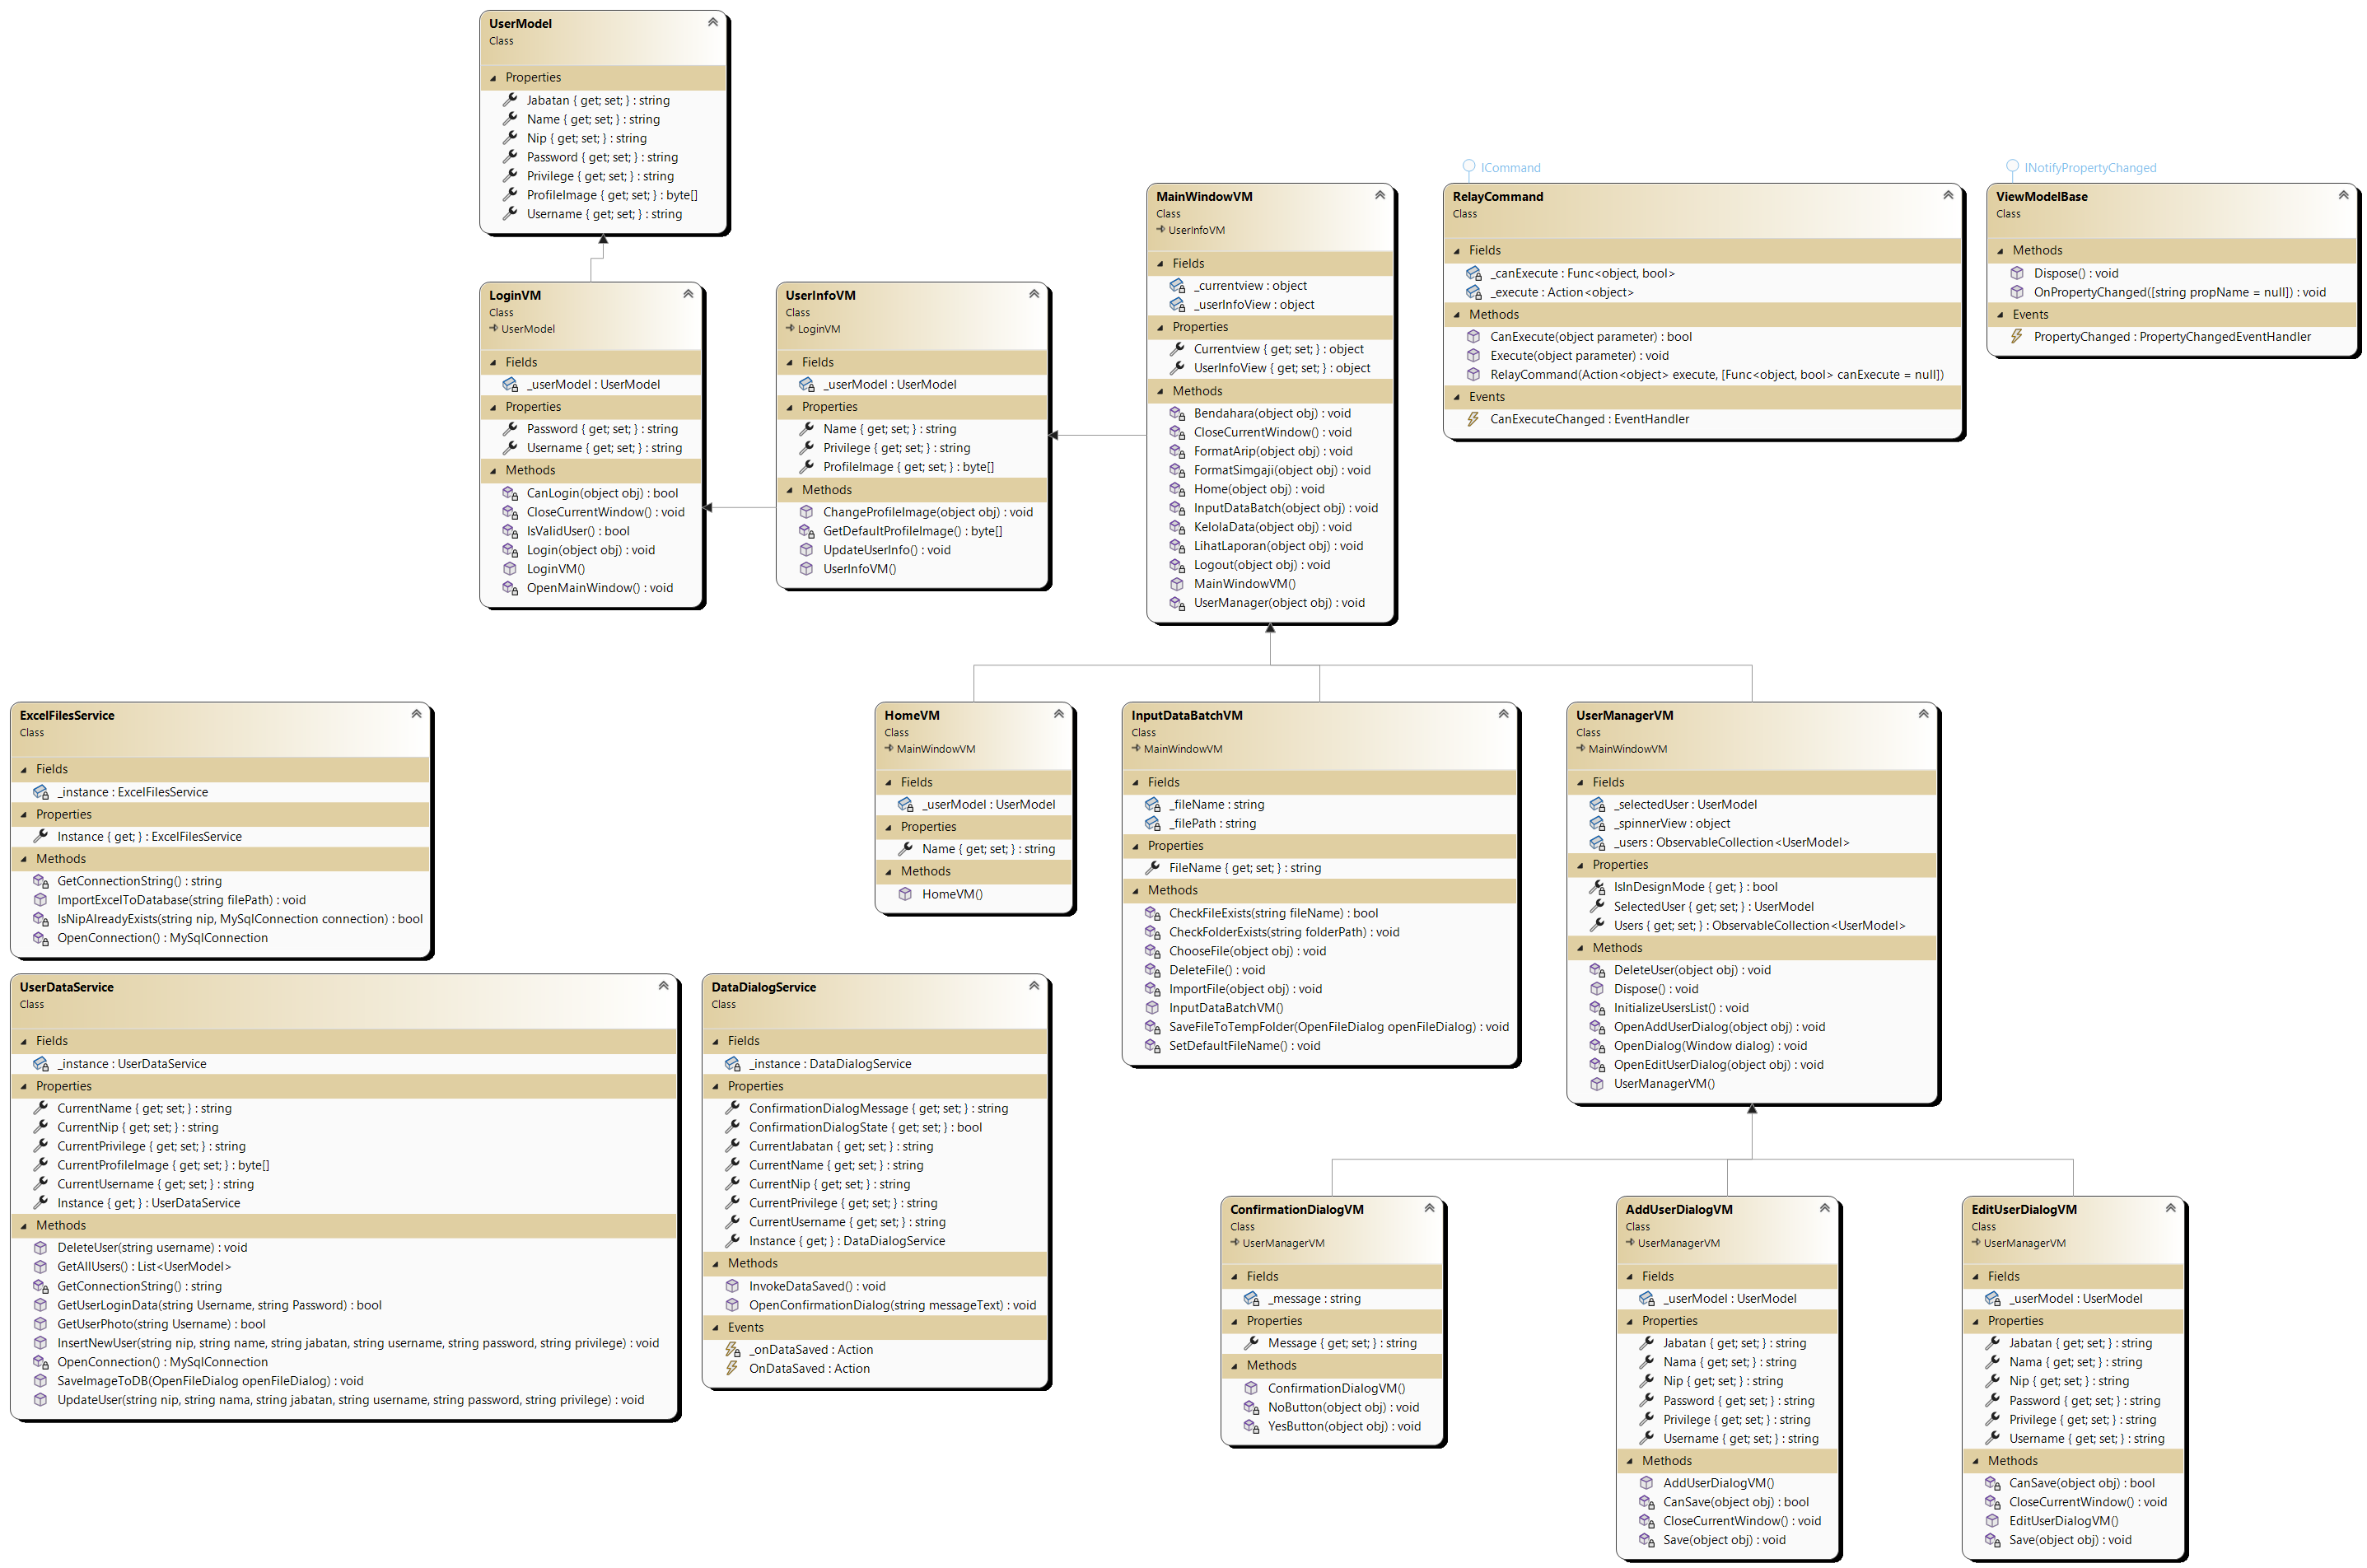 UserModel
Class
Properties
Jabatan { get; set; } : string
Name { get; set; } : string
Nip { get; set; } : string
Password { get; set; } : string
Privilege { get; set; } : string
ProfileImage { get; set; } : byte[]
Username { get; set; } : string
LoginVM
Class
UserModel
Fields
_userModel : UserModel
Properties
Password { get; set; } : string
Username { get; set; } : string
Methods
CanLogin(object obj) : bool
CloseCurrentWindow() : void
IsValidUser() : bool
Login(object obj) : void
LoginVM()
OpenMainWindow() : void
UserInfoVM
Class
LoginVM
Fields
_userModel : UserModel
Properties
Name { get; set; } : string
Privilege { get; set; } : string
ProfileImage { get; set; } : byte[]
Methods
ChangeProfileImage(object obj) : void
GetDefaultProfileImage() : byte[]
UpdateUserInfo() : void
UserInfoVM()
MainWindowVM
Class
UserInfoVM
Fields
_currentview : object
_userInfoView : object
Properties
Currentview { get; set; } : object
UserInfoView { get; set; } : object
Methods
Bendahara(object obj) : void
CloseCurrentWindow() : void
FormatArip(object obj) : void
FormatSimgaji(object obj) : void
Home(object obj) : void
InputDataBatch(object obj) : void
KelolaData(object obj) : void
LihatLaporan(object obj) : void
Logout(object obj) : void
MainWindowVM()
UserManager(object obj) : void
ICommand
RelayCommand
Class
Fields
_canExecute : Func<object, bool>
_execute : Action<object>
Methods
CanExecute(object parameter) : bool
Execute(object parameter) : void
RelayCommand(Action<object> execute, [Func<object, bool> canExecute = null])
Events
CanExecuteChanged : EventHandler
INotifyPropertyChanged
ViewModelBase
Class
Methods
Dispose() : void
OnPropertyChanged([string propName = null]) : void
Events
PropertyChanged : PropertyChangedEventHandler
ExcelFilesService
Class
Fields
_instance : ExcelFilesService
Properties
Instance { get; } : ExcelFilesService
Methods
GetConnectionString() : string
ImportExcelToDatabase(string filePath) : void
IsNipAlreadyExists(string nip, MySqlConnection connection) : bool
OpenConnection() : MySqlConnection
HomeVM
Class
MainWindowVM
Fields
_userModel : UserModel
Properties
Name { get; set; } : string
Methods
HomeVM()
InputDataBatchVM
Class
MainWindowVM
Fields
_fileName : string
_filePath : string
Properties
FileName { get; set; } : string
Methods
CheckFileExists(string fileName) : bool
CheckFolderExists(string folderPath) : void
ChooseFile(object obj) : void
DeleteFile() : void
ImportFile(object obj) : void
InputDataBatchVM()
SaveFileToTempFolder(OpenFileDialog openFileDialog) : void
SetDefaultFileName() : void
UserManagerVM
Class
MainWindowVM
Fields
_selectedUser : UserModel
_spinnerView : object
_users : ObservableCollection<UserModel>
Properties
IsInDesignMode { get; } : bool
SelectedUser { get; set; } : UserModel
Users { get; set; } : ObservableCollection<UserModel>
Methods
DeleteUser(object obj) : void
Dispose() : void
InitializeUsersList() : void
OpenAddUserDialog(object obj) : void
OpenDialog(Window dialog) : void
OpenEditUserDialog(object obj) : void
UserManagerVM()
UserDataService
Class
Fields
_instance : UserDataService
Properties
CurrentName { get; set; } : string
CurrentNip { get; set; } : string
CurrentPrivilege { get; set; } : string
CurrentProfileImage { get; set; } : byte[]
CurrentUsername { get; set; } : string
Instance { get; } : UserDataService
Methods
DeleteUser(string username) : void
GetAllUsers() : List<UserModel>
GetConnectionString() : string
GetUserLoginData(string Username, string Password) : bool
GetUserPhoto(string Username) : bool
InsertNewUser(string nip, string name, string jabatan, string username, string password, string privilege) : void
OpenConnection() : MySqlConnection
SaveImageToDB(OpenFileDialog openFileDialog) : void
UpdateUser(string nip, string nama, string jabatan, string username, string password, string privilege) : void
DataDialogService
Class
Fields
_instance : DataDialogService
Properties
ConfirmationDialogMessage { get; set; } : string
ConfirmationDialogState { get; set; } : bool
CurrentJabatan { get; set; } : string
CurrentName { get; set; } : string
CurrentNip { get; set; } : string
CurrentPrivilege { get; set; } : string
CurrentUsername { get; set; } : string
Instance { get; } : DataDialogService
Methods
InvokeDataSaved() : void
OpenConfirmationDialog(string messageText) : void
Events
_onDataSaved : Action
OnDataSaved : Action
ConfirmationDialogVM
Class
UserManagerVM
Fields
_message : string
Properties
Message { get; set; } : string
Methods
ConfirmationDialogVM()
NoButton(object obj) : void
YesButton(object obj) : void
AddUserDialogVM
Class
UserManagerVM
Fields
_userModel : UserModel
Properties
Jabatan { get; set; } : string
Nama { get; set; } : string
Nip { get; set; } : string
Password { get; set; } : string
Privilege { get; set; } : string
Username { get; set; } : string
Methods
AddUserDialogVM()
CanSave(object obj) : bool
CloseCurrentWindow() : void
Save(object obj) : void
EditUserDialogVM
Class
UserManagerVM
Fields
_userModel : UserModel
Properties
Jabatan { get; set; } : string
Nama { get; set; } : string
Nip { get; set; } : string
Password { get; set; } : string
Privilege { get; set; } : string
Username { get; set; } : string
Methods
CanSave(object obj) : bool
CloseCurrentWindow() : void
EditUserDialogVM()
Save(object obj) : void